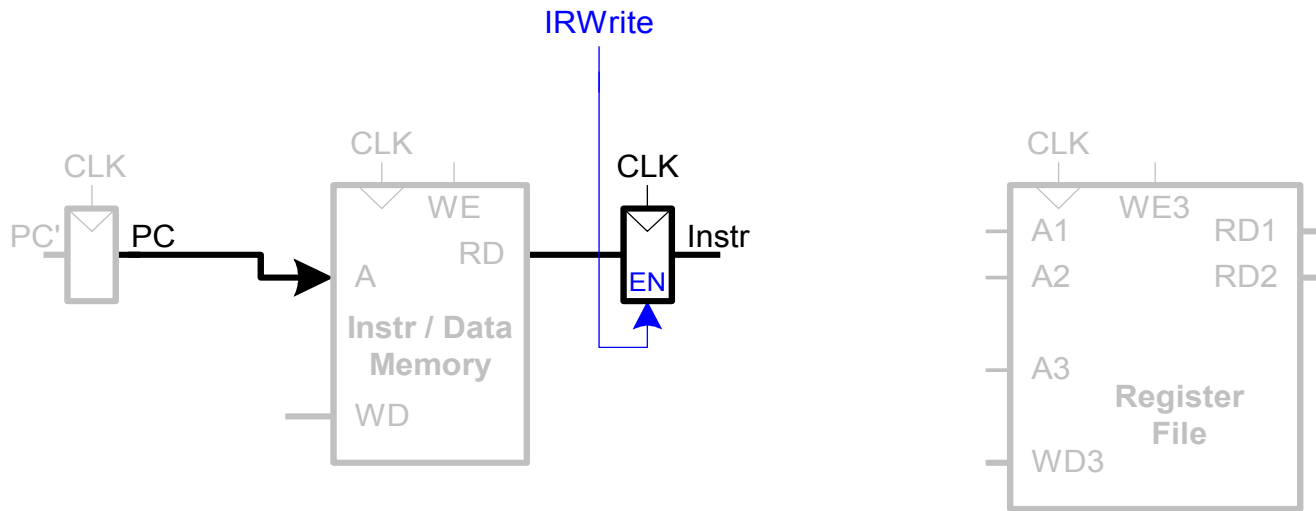 IRWrite
CLK
CLK
CLK
CLK
PC'
PC
WE
RD
A
EN
Instr
Instr / Data
Memory
WD
WE3
A1
RD1
A2
RD2
A3
Register
File
WD3